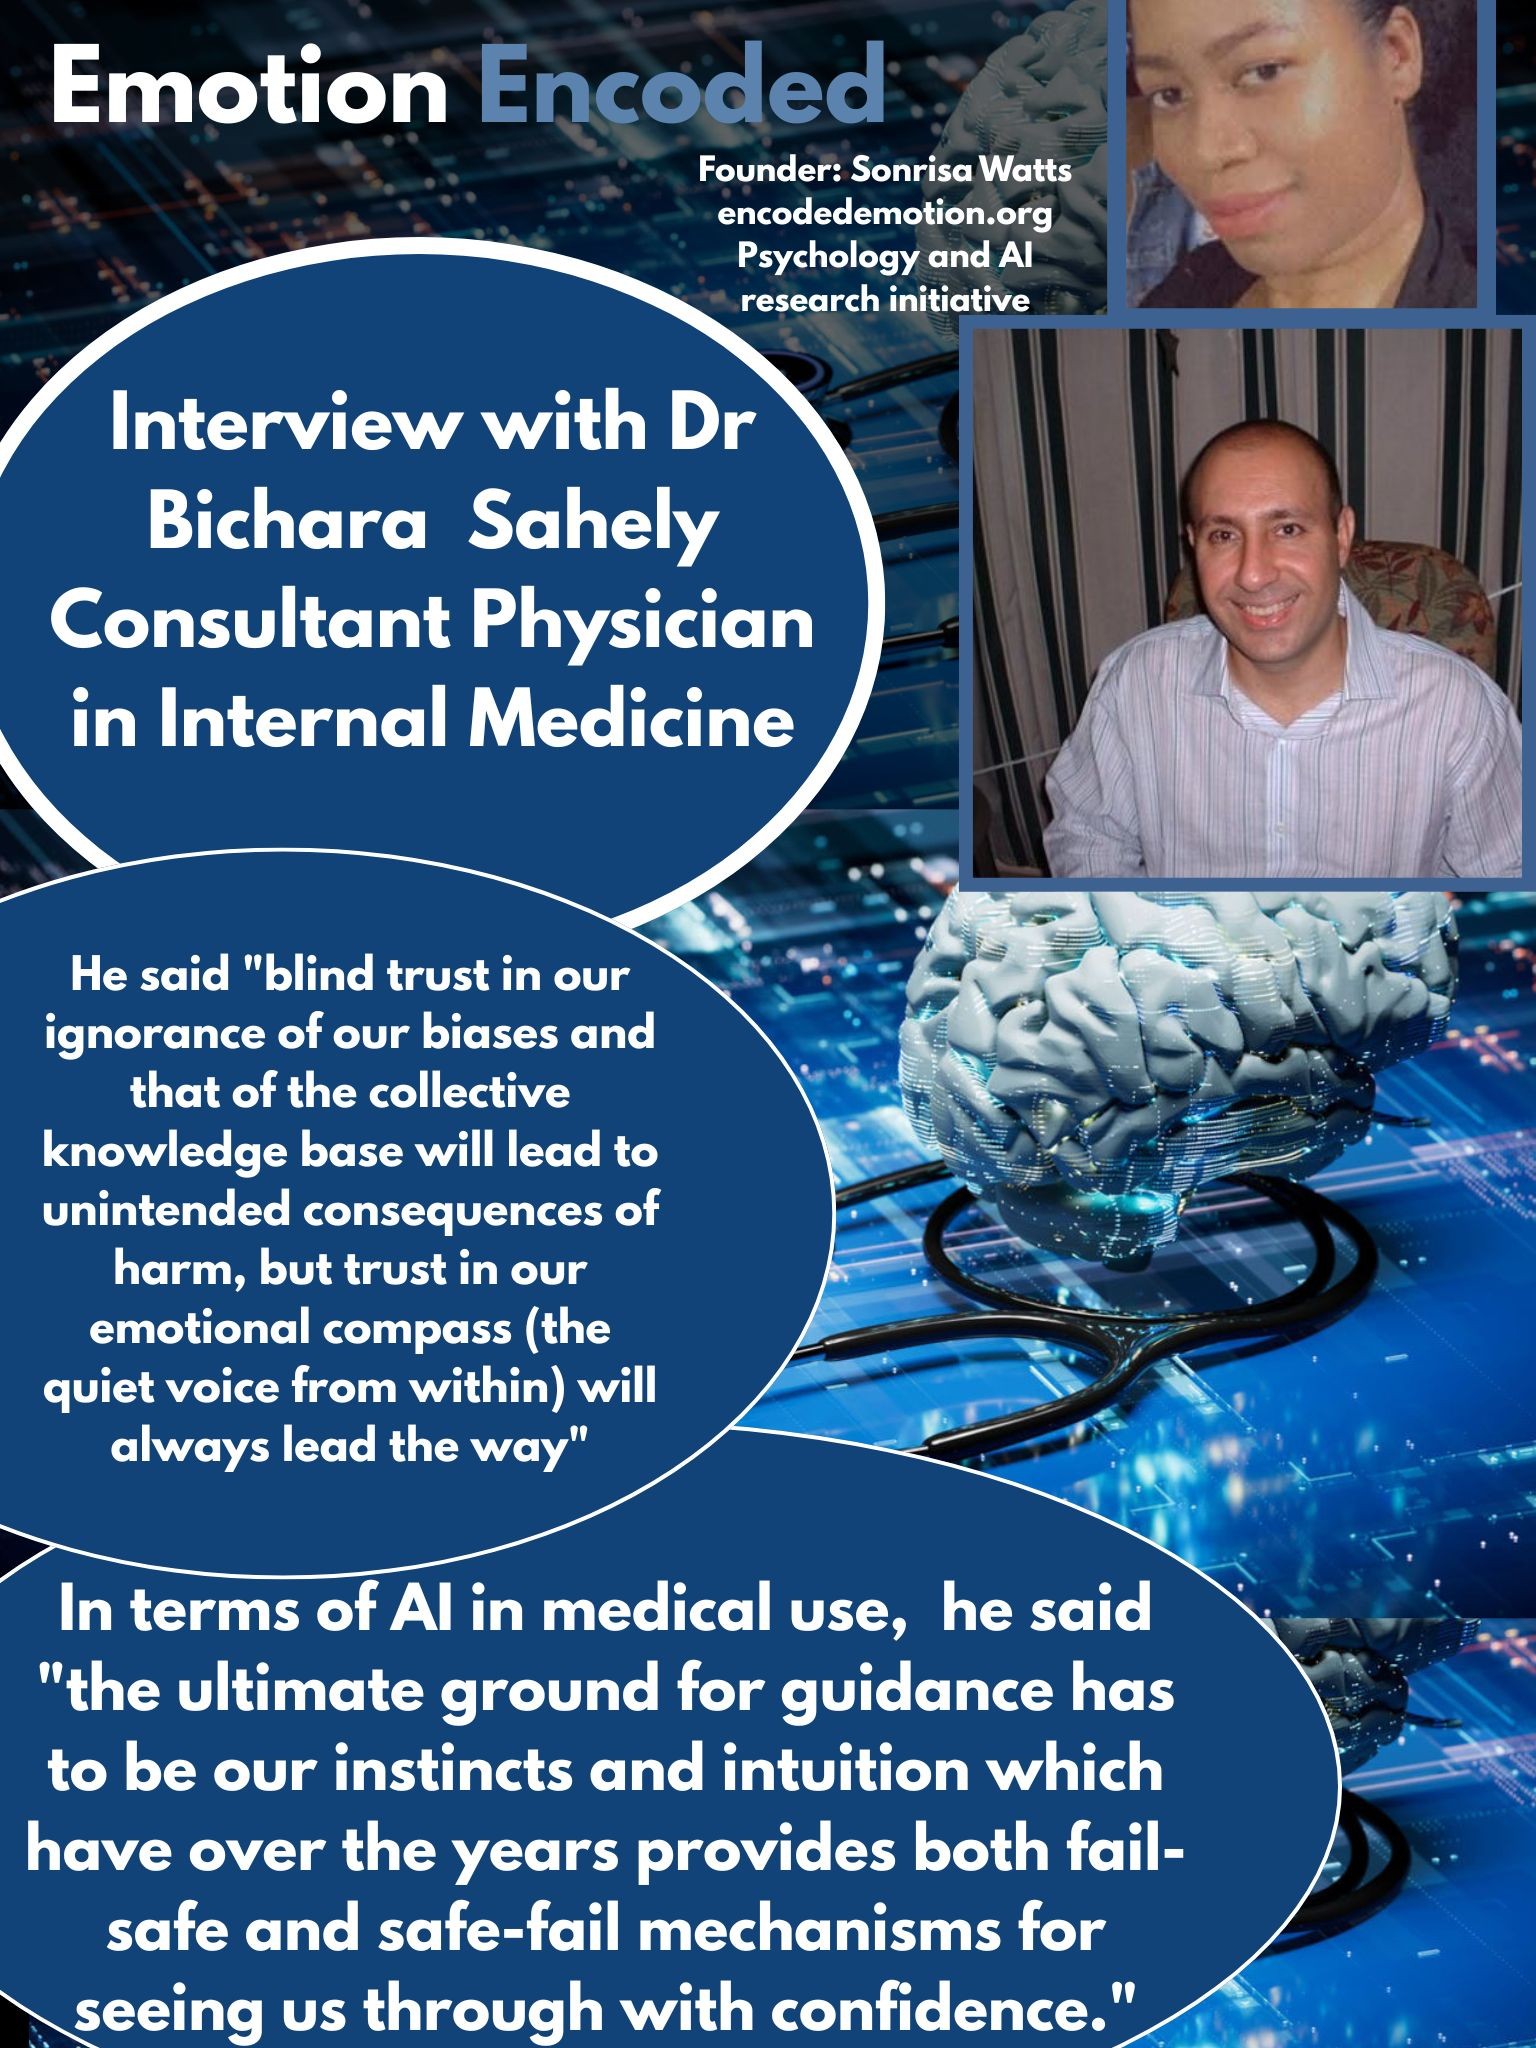 Emotion Encoded
Founder: Sonrisa Watts
encodedemotion.org
Psychology and AI
research initiative
Interview with Dr
Bichara Sahely
Consultant Physician
in Internal Medicine
He said "blind trust in our
ignorance of our biases and
that of the collective
knowledge base will lead to
unintended consequences of
harm, but trust in our
emotional compass (the
quiet voice from within) will
always lead the way"
In terms of AI in medical use, he said
"the ultimate ground for guidance has
to be our instincts and intuition which
have over the years provides both fail-
safe and safe-fail mechanisms for
seeing us through with confidence."